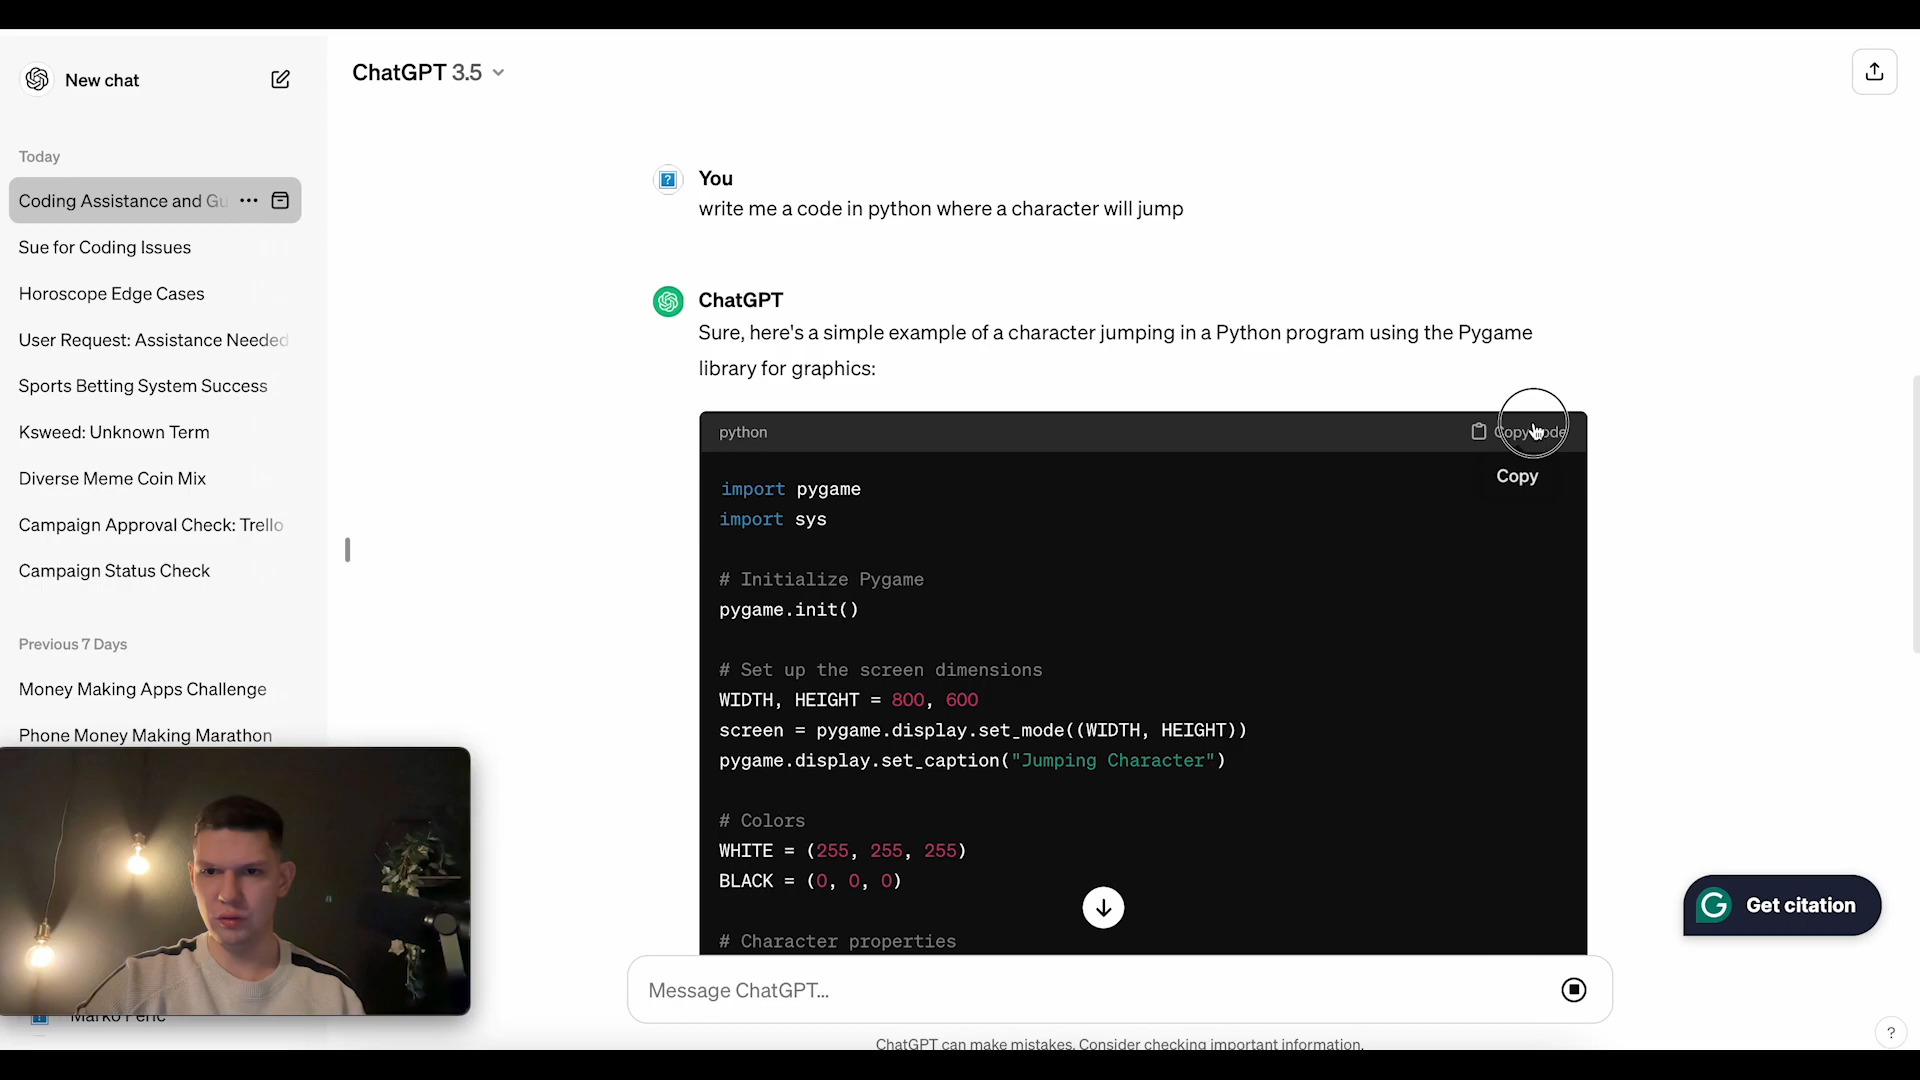 New chat
ChatGPT 3.5
Today
Coding Assistance and Gu
Sue for Coding Issues
Horoscope Edge Cases
User Request: Assistance Needed
Sports Betting System Success
Ksweed: Unknown Term
Diverse Meme Coin Mix
Campaign Approval Check: Trello
Campaign Status Check
Previous 7 Days
Money Making Apps Challenge
Phone Money Making Marathon
Marko Peric
You
write me a code in python where a character will jump
ChatGPT
Sure, here's a simple example of a character jumping in a Python program using the Pygame
library for graphics:
python
Copy code
Copy
import pygame
import sys
# Initialize Pygame
pygame.init()
# Set up the screen dimensions
WIDTH, HEIGHT = 800, 600
screen = pygame.display.set_mode((WIDTH, HEIGHT))
pygame.display.set_caption("Jumping Character")
# Colors
WHITE = (255, 255, 255)
BLACK = (0, 0, 0)
# Character properties
Get citation
Message ChatGPT...
ChatGPT can make mistakes. Consider checking important information.
?